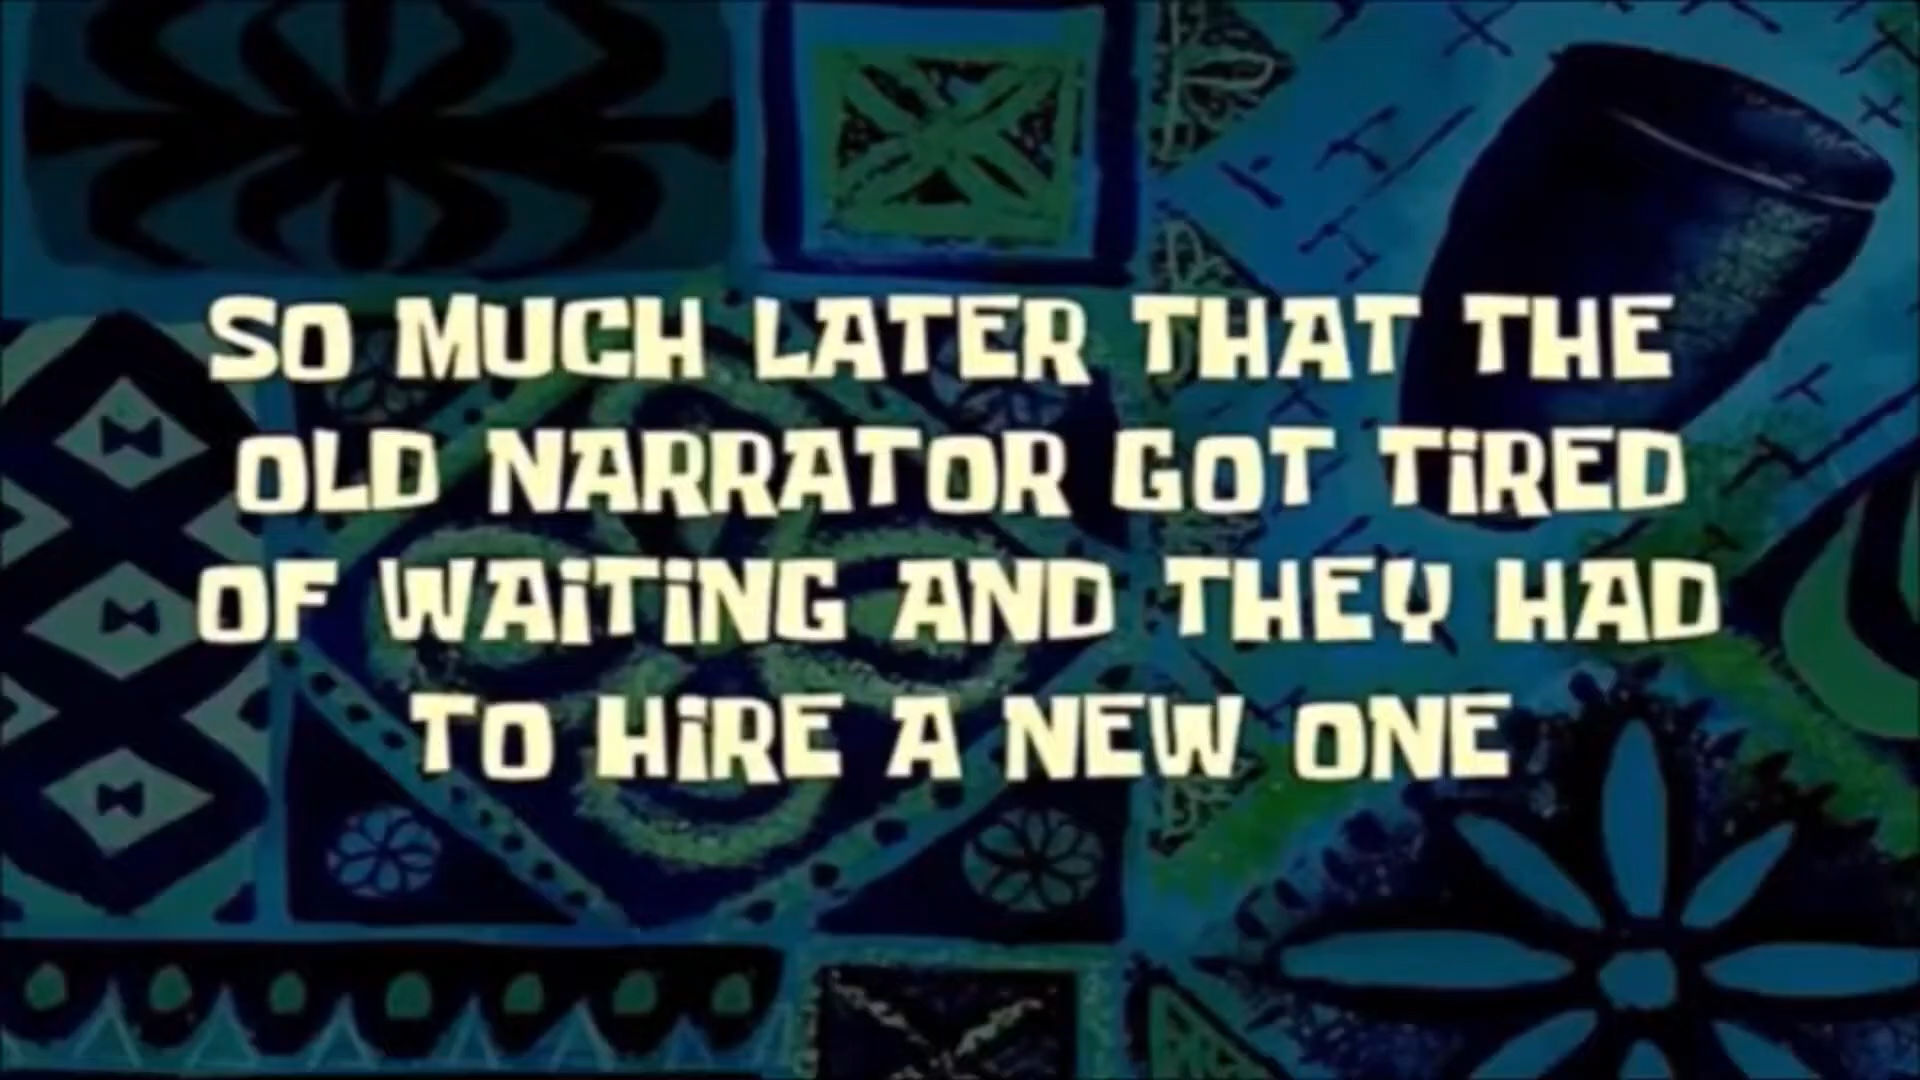 SO MUCH LATER THAT THE
OLD NARRATOR GOT TIRED
OF WAITING AND THEY HAD
TO HIRE A NEW ONE